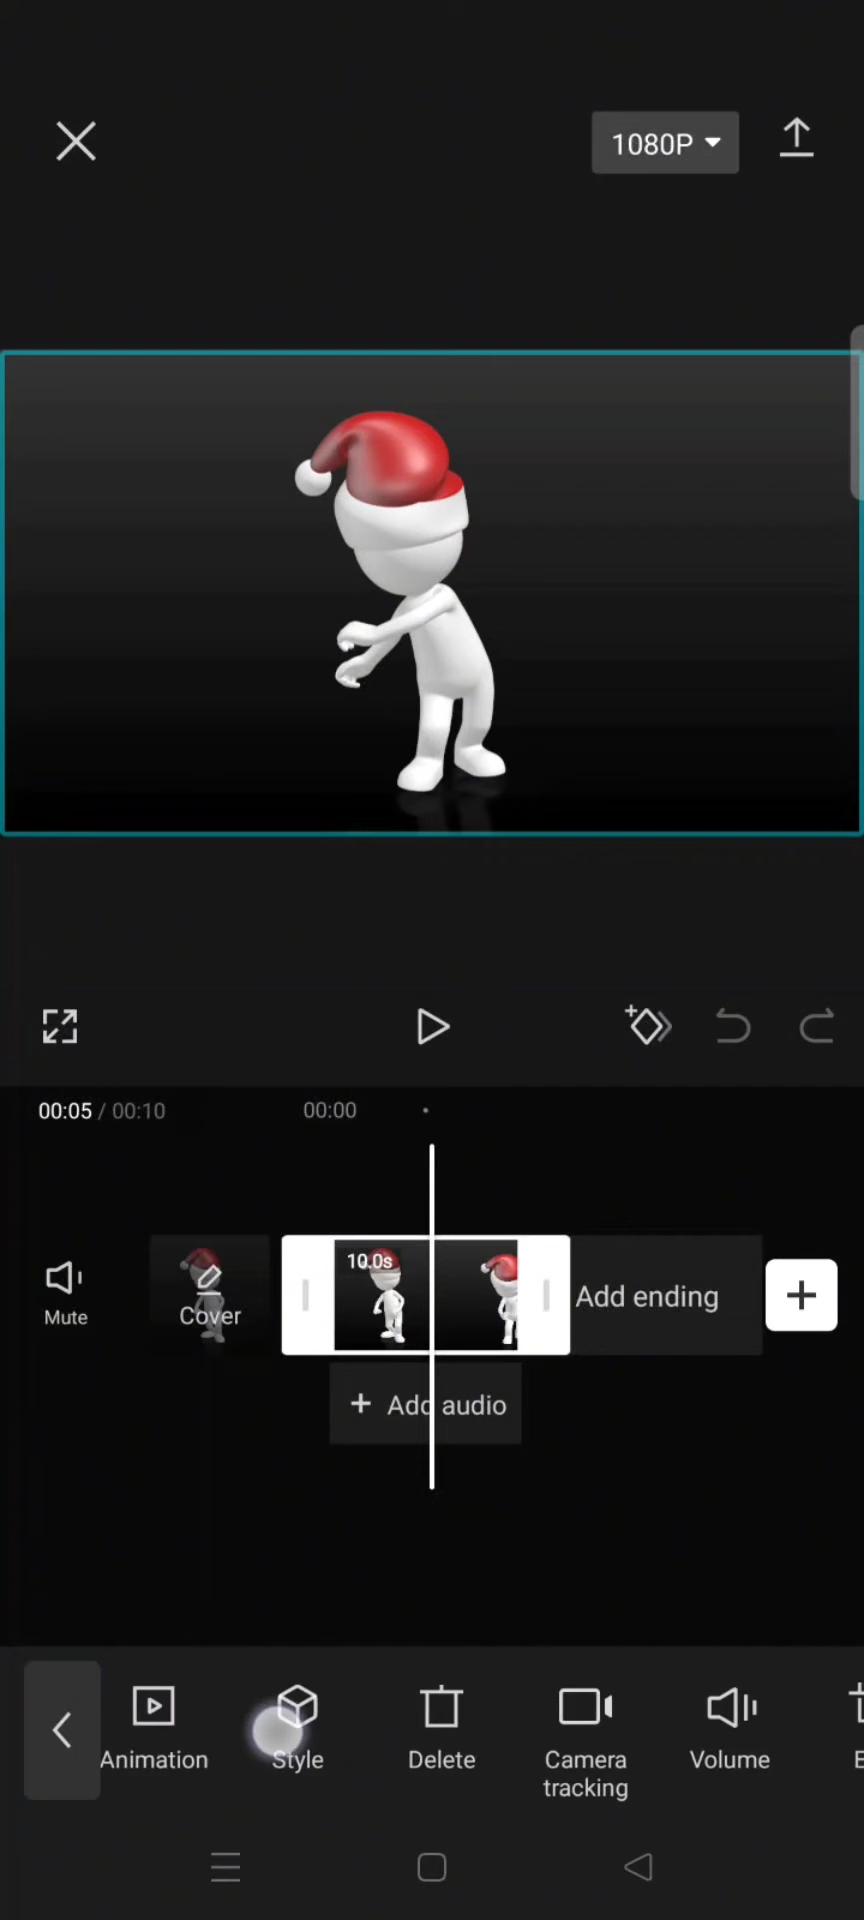 1080P
00:05 / 00:10
00:00
10.0s
Mute
Cover
Add ending
Add audio
Animation
Style
Delete
Camera
tracking
Volume